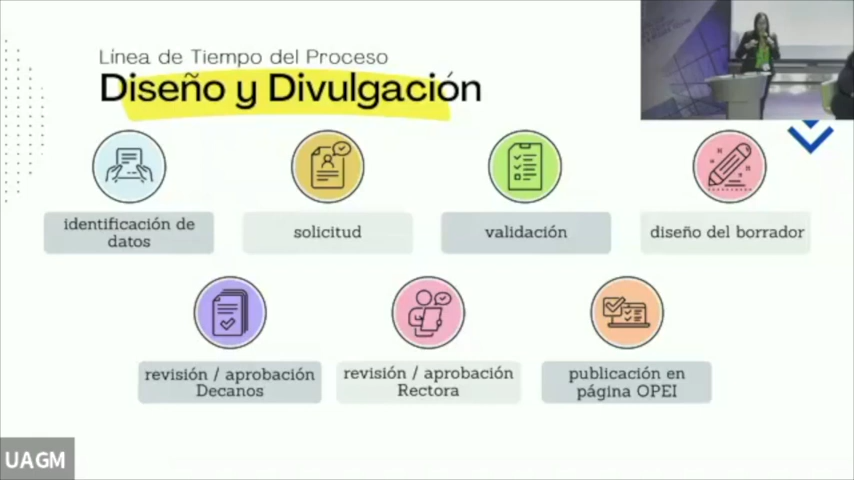 Línea de Tiempo del Proceso
Diseño y Divulgación
identificación de
datos
solicitud
validación
diseño del borrador
revisión / aprobación
Decanos
revisión / aprobación
Rectora
publicación en
página OPEI
UAGM